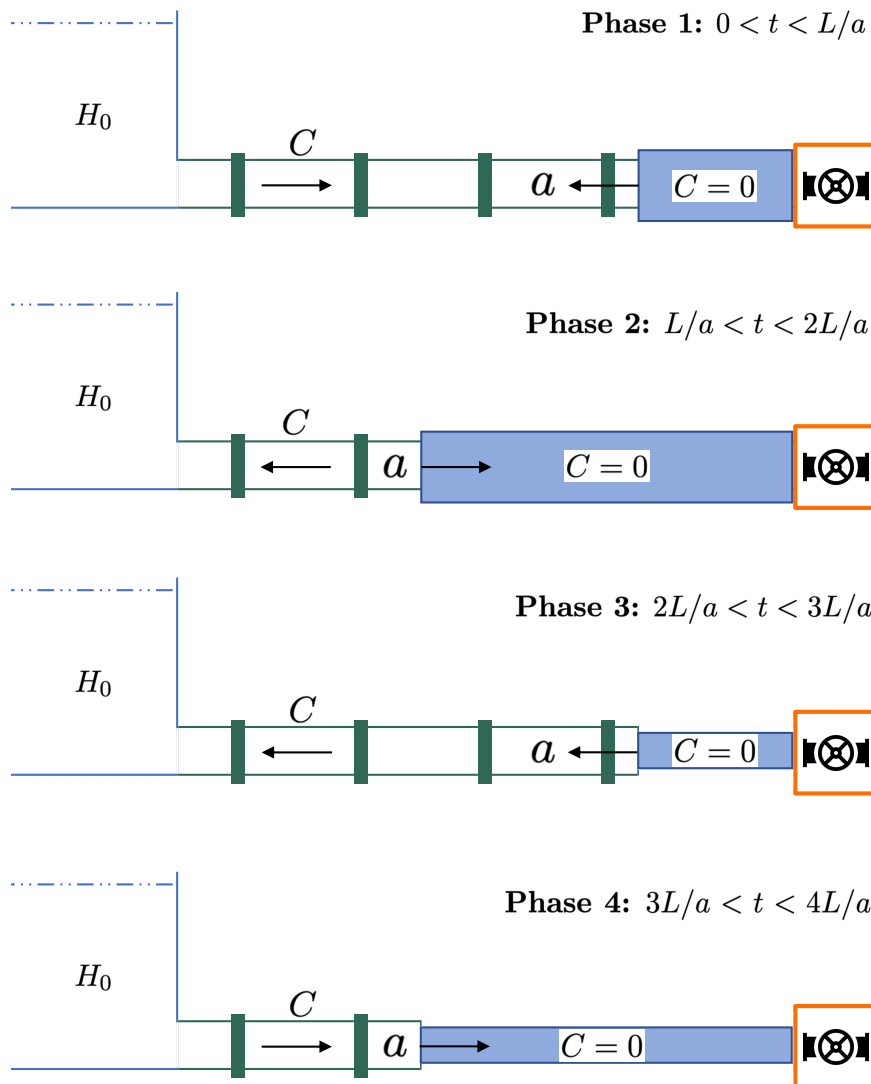 Phase 1: 0 < t < L/a
H₀
C
a
C = 0
Phase 2: L/a < t < 2L/a
H₀
C
a
C = 0
Phase 3: 2L/a < t < 3L/a
H₀
C
a
C = 0
Phase 4: 3L/a < t < 4L/a
H₀
C
a
C = 0